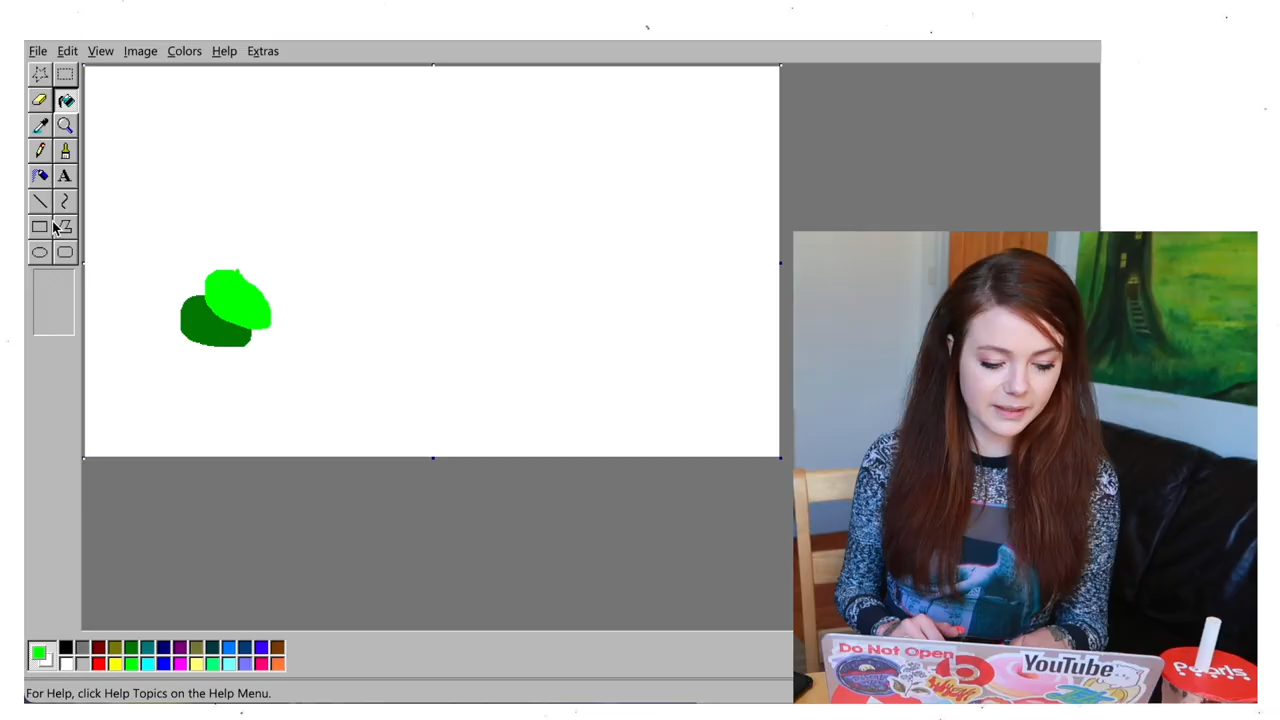 File Edit View Image Colors Help Extras
A
For Help, click Help Topics on the Help Menu.
Do Not Open
YouTube
Pearls